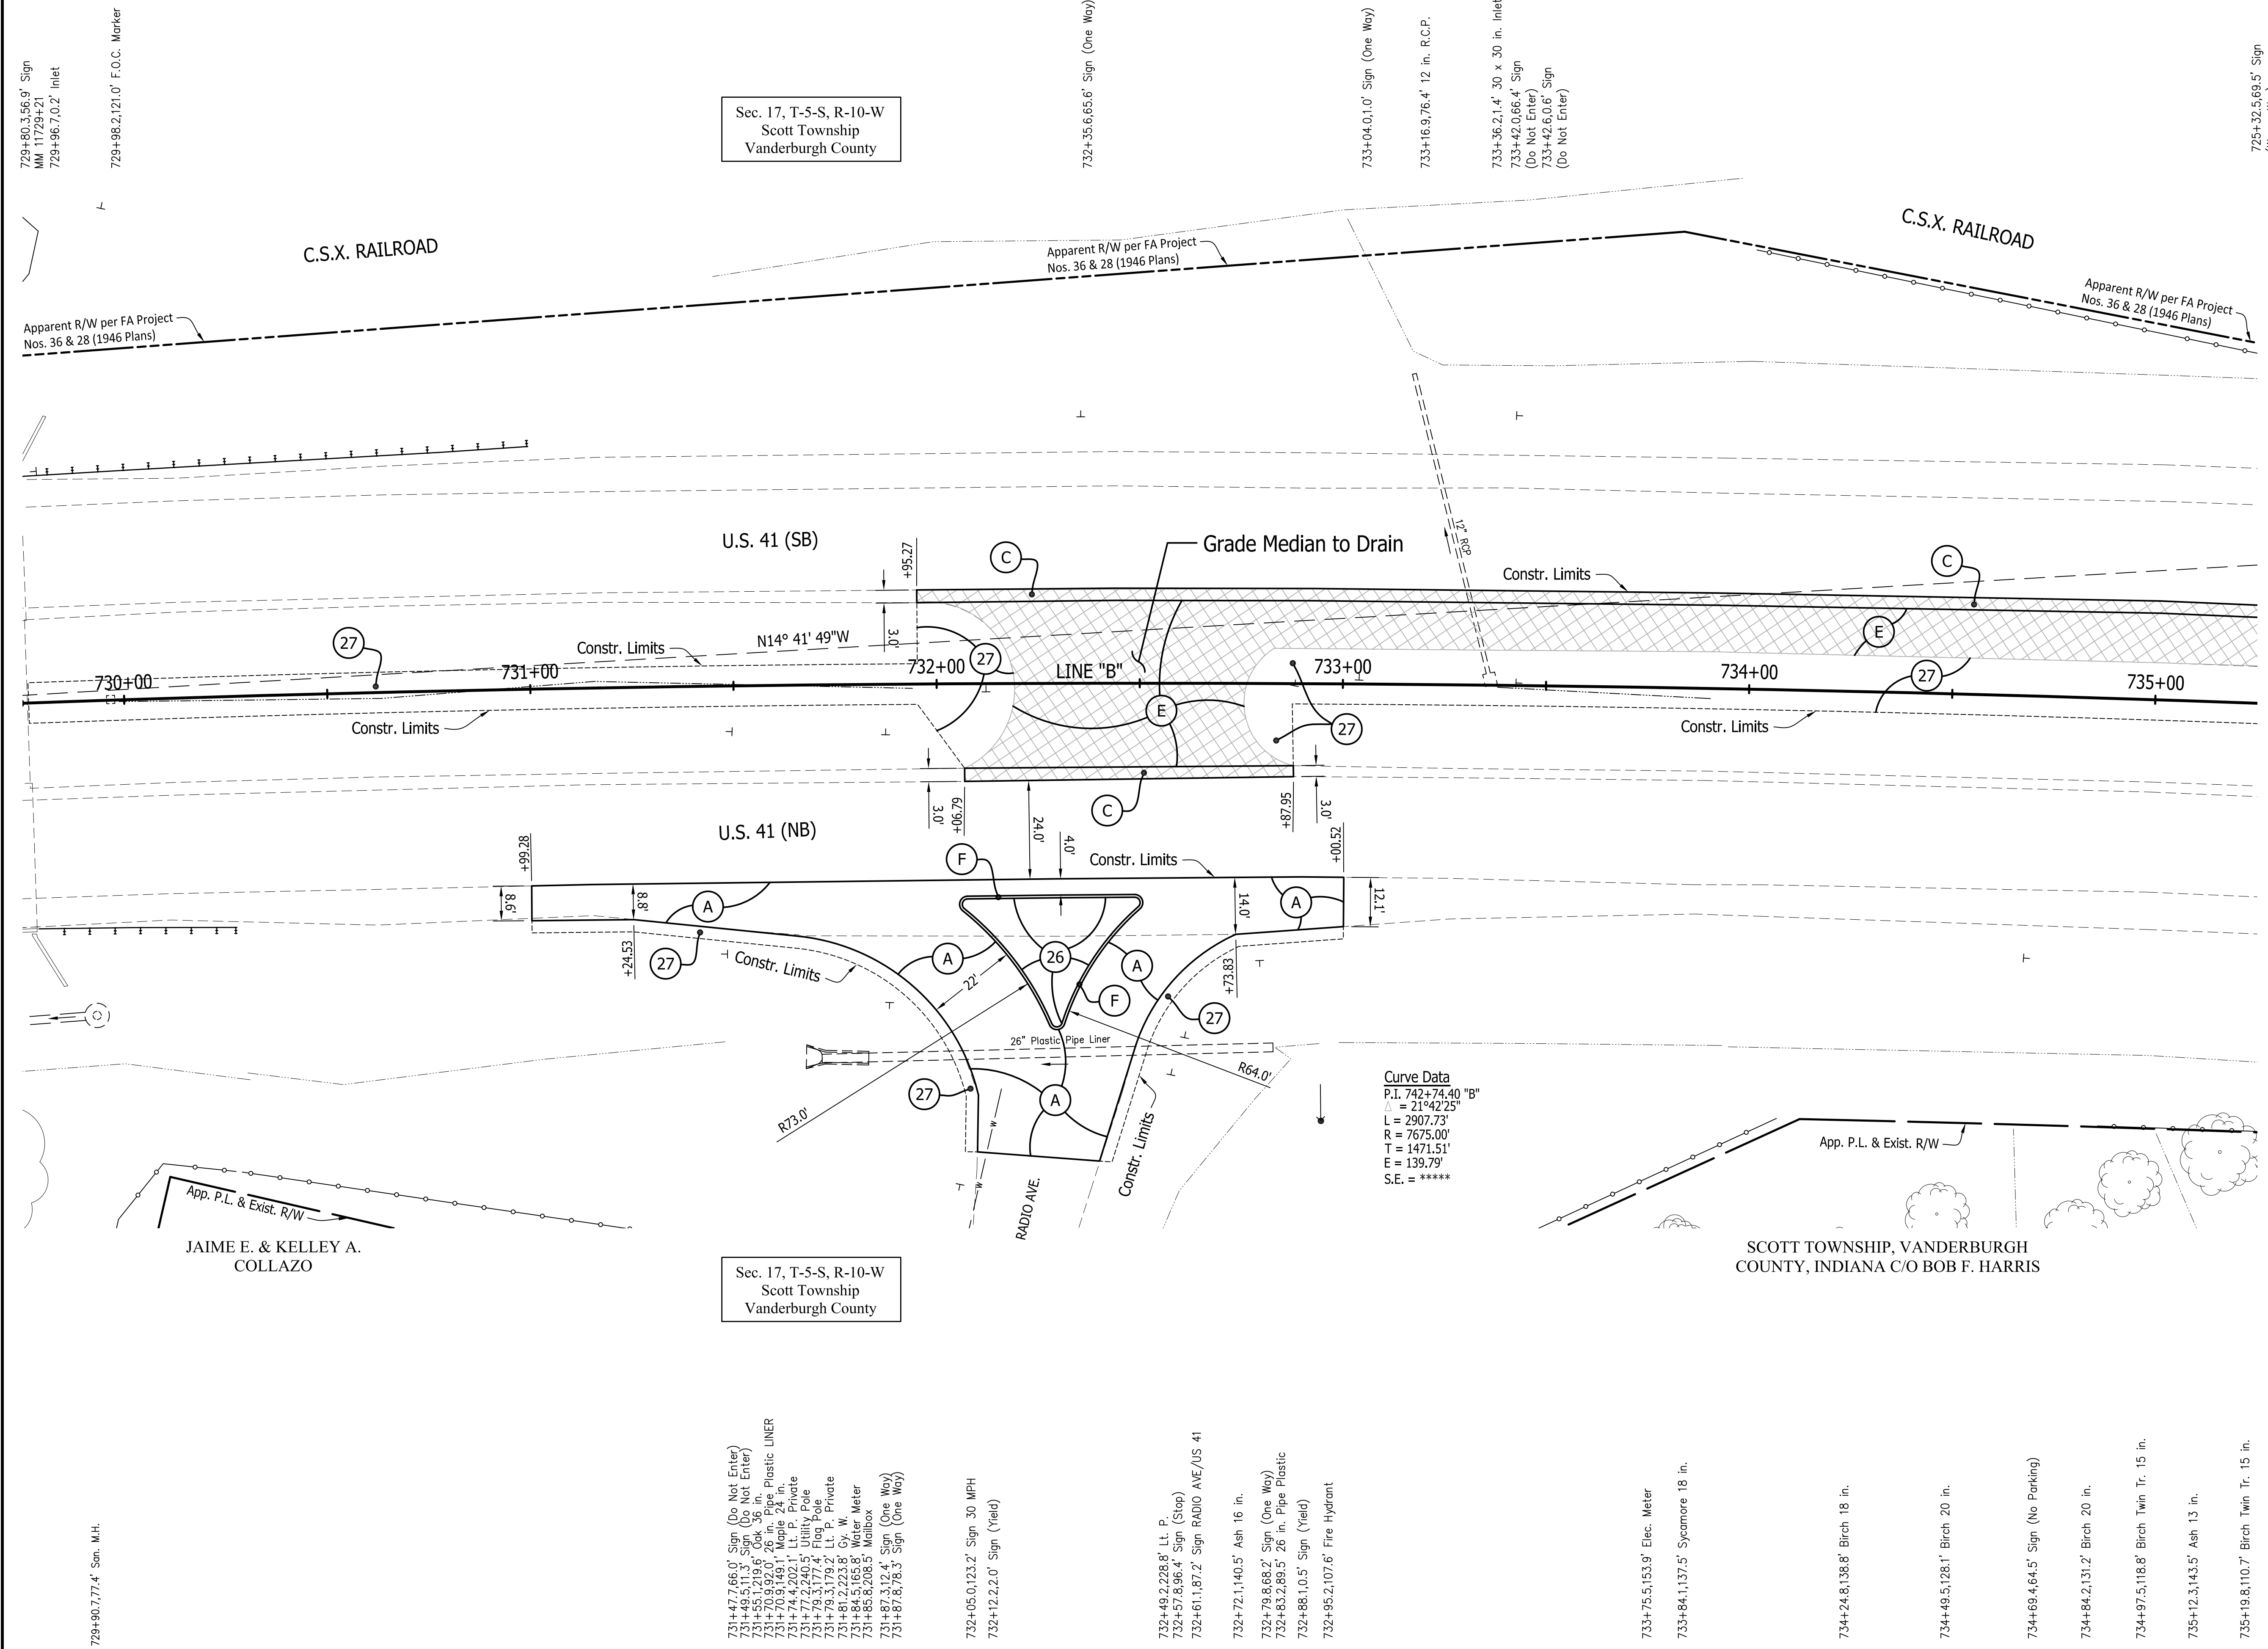 729+80.3,56.9' Sign
MM 11729+21
729+96.7,0.2' Inlet
729+98.2,121.0' F.O.C. Marker
732+35.6,65.6' Sign (One Way)
733+04.0,1.0' Sign (One Way)
733+16.9,76.4' 12 in. R.C.P.
733+36.2,1.4' 30 x 30 in. Inlet
733+42.0,66.4' Sign
(Do Not Enter)
733+42.6,0.6' Sign
(Do Not Enter)
725+32.5,69.5' Sign
Sec. 17, T-5-S, R-10-W
Scott Township
Vanderburgh County
C.S.X. RAILROAD
C.S.X. RAILROAD
Apparent R/W per FA Project
Nos. 36 & 28 (1946 Plans)
Apparent R/W per FA Project
Nos. 36 & 28 (1946 Plans)
Apparent R/W per FA Project
Nos. 36 & 28 (1946 Plans)
U.S. 41 (SB)
+95.27
C
Grade Median to Drain
12" RCP
Constr. Limits
C
3.0'
N14° 41' 49"W
27
Constr. Limits
27
E
730+00
731+00
732+00
LINE "B"
733+00
734+00
27
735+00
Constr. Limits
E
27
Constr. Limits
3.0'
+06.79
C
+87.95
3.0'
U.S. 41 (NB)
24.0'
4.0'
+99.28
F
Constr. Limits
+00.25
8.6'
8.8'
A
14.0'
A
12.1'
+24.53
27
Constr. Limits
A
22'
26
A
F
+73.83
27
26" Plastic Pipe Liner
R73.0'
R64.0'
27
A
w
w
RADIO AVE.
Constr. Limits
Curve Data
P.I. 742+74.40 "B"
Δ = 21°42'25"
L = 2907.73'
R = 7675.00'
T = 1471.51'
E = 139.79'
S.E. = *****
App. P.L. & Exist. R/W
App. P.L. & Exist. R/W
JAIME E. & KELLEY A.
COLLAZO
SCOTT TOWNSHIP, VANDERBURGH
COUNTY, INDIANA C/O BOB F. HARRIS
Sec. 17, T-5-S, R-10-W
Scott Township
Vanderburgh County
729+90.7,77.4' San. M.H.
731+47.7,66.0' Sign (Do Not Enter)
731+49.5,11.3' Sign (Do Not Enter)
731+55.1,219.6' Oak 36 in.
731+70.9,92.0' 26 in. Pipe Plastic LINER
731+70.9,149.1' Maple 24 in.
731+74.4,202.1' Lt. P. Private
731+77.2,240.5' Utility Pole
731+79.3,177.4' Flag Pole
731+79.3,179.2' Lt. P. Private
731+81.2,223.8' Gy. W.
731+84.5,165.8' Water Meter
731+85.8,208.5' Mailbox
731+87.3,12.4' Sign (One Way)
731+87.8,78.3' Sign (One Way)
732+05.0,123.2' Sign 30 MPH
732+12.2,2.0' Sign (Yield)
732+49.2,228.8' Lt. P.
732+57.8,96.4' Sign (Stop)
732+61.1,87.2' Sign RADIO AVE/US 41
732+72.1,140.5' Ash 16 in.
732+79.8,68.2' Sign (One Way)
732+83.2,89.5' 26 in. Pipe Plastic
732+88.1,0.5' Sign (Yield)
732+95.2,107.6' Fire Hydrant
733+75.5,153.9' Elec. Meter
733+84.1,137.5' Sycamore 18 in.
734+24.8,138.8' Birch 18 in.
734+49.5,128.1' Birch 20 in.
734+69.4,64.5' Sign (No Parking)
734+84.2,131.2' Birch 20 in.
734+97.5,118.8' Birch Twin Tr. 15 in.
735+12.3,143.5' Ash 13 in.
735+19.8,110.7' Birch Twin Tr. 15 in.